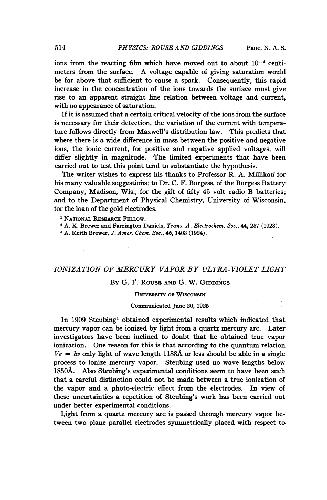 514 PHYSICS: ROUSE AND GIDDINGS Proc. N. A. S.
ions from the reacting film which have moved out to about 10⁻⁴ centi-
meters from the surface. A voltage capable of giving saturation would
be far above that sufficient to cause a spark. Consequently, this rapid
increase in the concentration of the ions towards the surface must give
rise to an apparent straight line relation between voltage and current,
with no appearance of saturation.
If it is assumed that a certain critical velocity of the ions from the surface
is necessary for their detection, the variation of the current with tempera-
ture follows directly from Maxwell's distribution law. This predicts that
where there is a wide difference in mass between the positive and negative
ions, the ionic current, for positive and negative applied voltages, will
differ slightly in magnitude. The limited experiments that have been
carried out to test this point tend to substantiate the hypothesis.
The writer wishes to express his thanks to Professor R. A. Millikan for
his many valuable suggestions; to Dr. C. F. Burgess, of the Burgess Battery
Company, Madison, Wis., for the gift of fifty 45 volt radio B batteries;
and to the Department of Physical Chemistry, University of Wisconsin,
for the loan of the gold electrodes.
¹ NATIONAL RESEARCH FELLOW.
² A. K. Brewer and Farrington Daniels, Trans. A. Electrochem. Soc., 44, 257 (1923).
³ A. Keith Brewer, J. Amer. Chem. Soc., 46, 1403 (1924).
IONIZATION OF MERCURY VAPOR BY ULTRA-VIOLET LIGHT
BY G. F. ROUSE AND G. W. GIDDINGS
UNIVERSITY OF WISCONSIN
Communicated June 30, 1925
In 1909 Steubing¹ obtained experimental results which indicated that
mercury vapor can be ionized by light from a quartz mercury arc. Later
investigators have been inclined to doubt that he obtained true vapor
ionization. One reason for this is that according to the quantum relation
Ve = hν only light of wave length 1188Å or less should be able in a single
process to ionize mercury vapor. Steubing used no wave lengths below
1850Å. Also Steubing's experimental conditions seem to have been such
that a careful distinction could not be made between a true ionization of
the vapor and a photo-electric effect from the electrodes. In view of
these uncertainties a repetition of Steubing's work has been carried out
under better experimental conditions.
Light from a quartz mercury arc is passed through mercury vapor be-
tween two plane parallel electrodes symmetrically placed with respect to